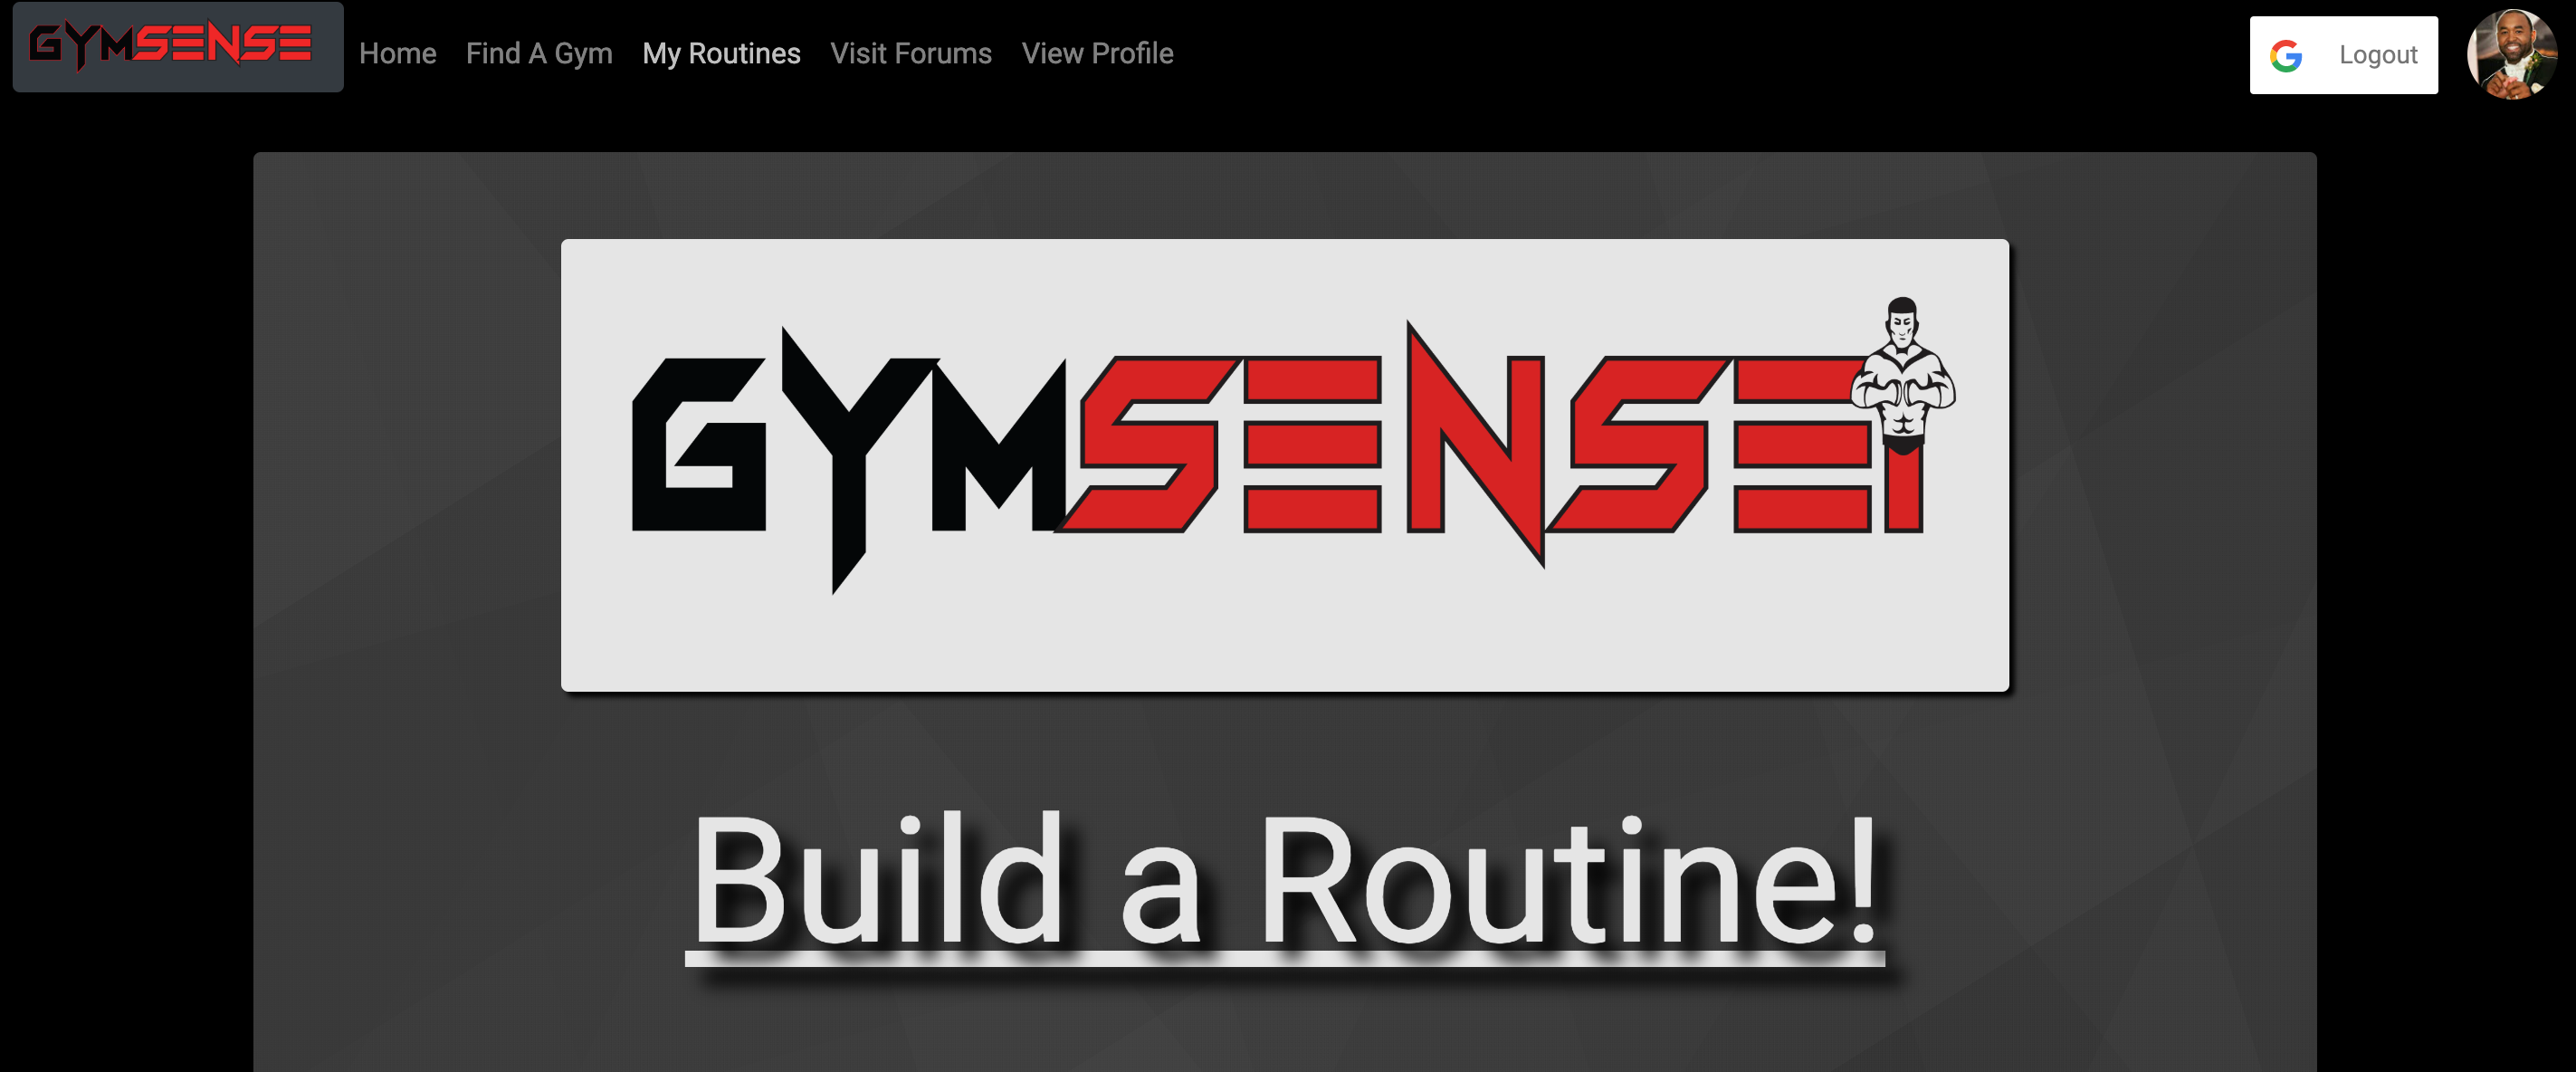 GYMSENSE
Home
Find A Gym
My Routines
Visit Forums
View Profile
Logout
GYMSENSEI
Build a Routine!